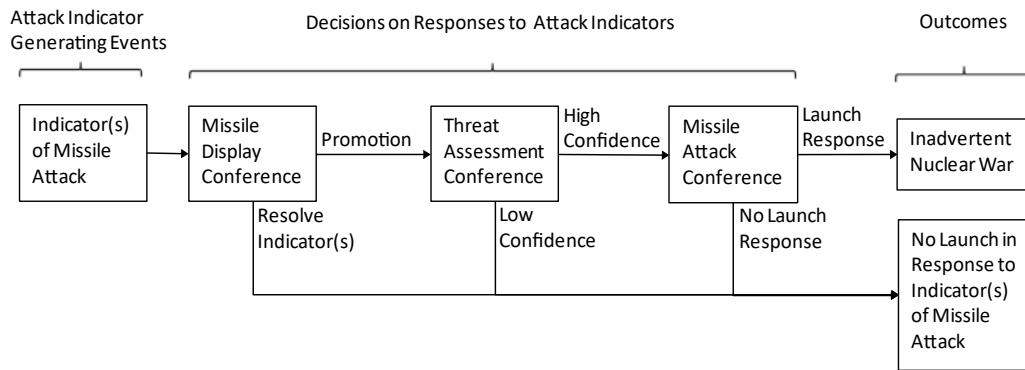 Attack Indicator
Generating Events
Decisions on Responses to Attack Indicators
Outcomes
Indicator(s)
of Missile
Attack
Missile
Display
Conference
Promotion
Threat
Assessment
Conference
High
Confidence
Missile
Attack
Conference
Launch
Response
Inadvertent
Nuclear War
Resolve
Indicator(s)
Low
Confidence
No Launch
Response
No Launch in
Response to
Indicator(s)
of Missile
Attack